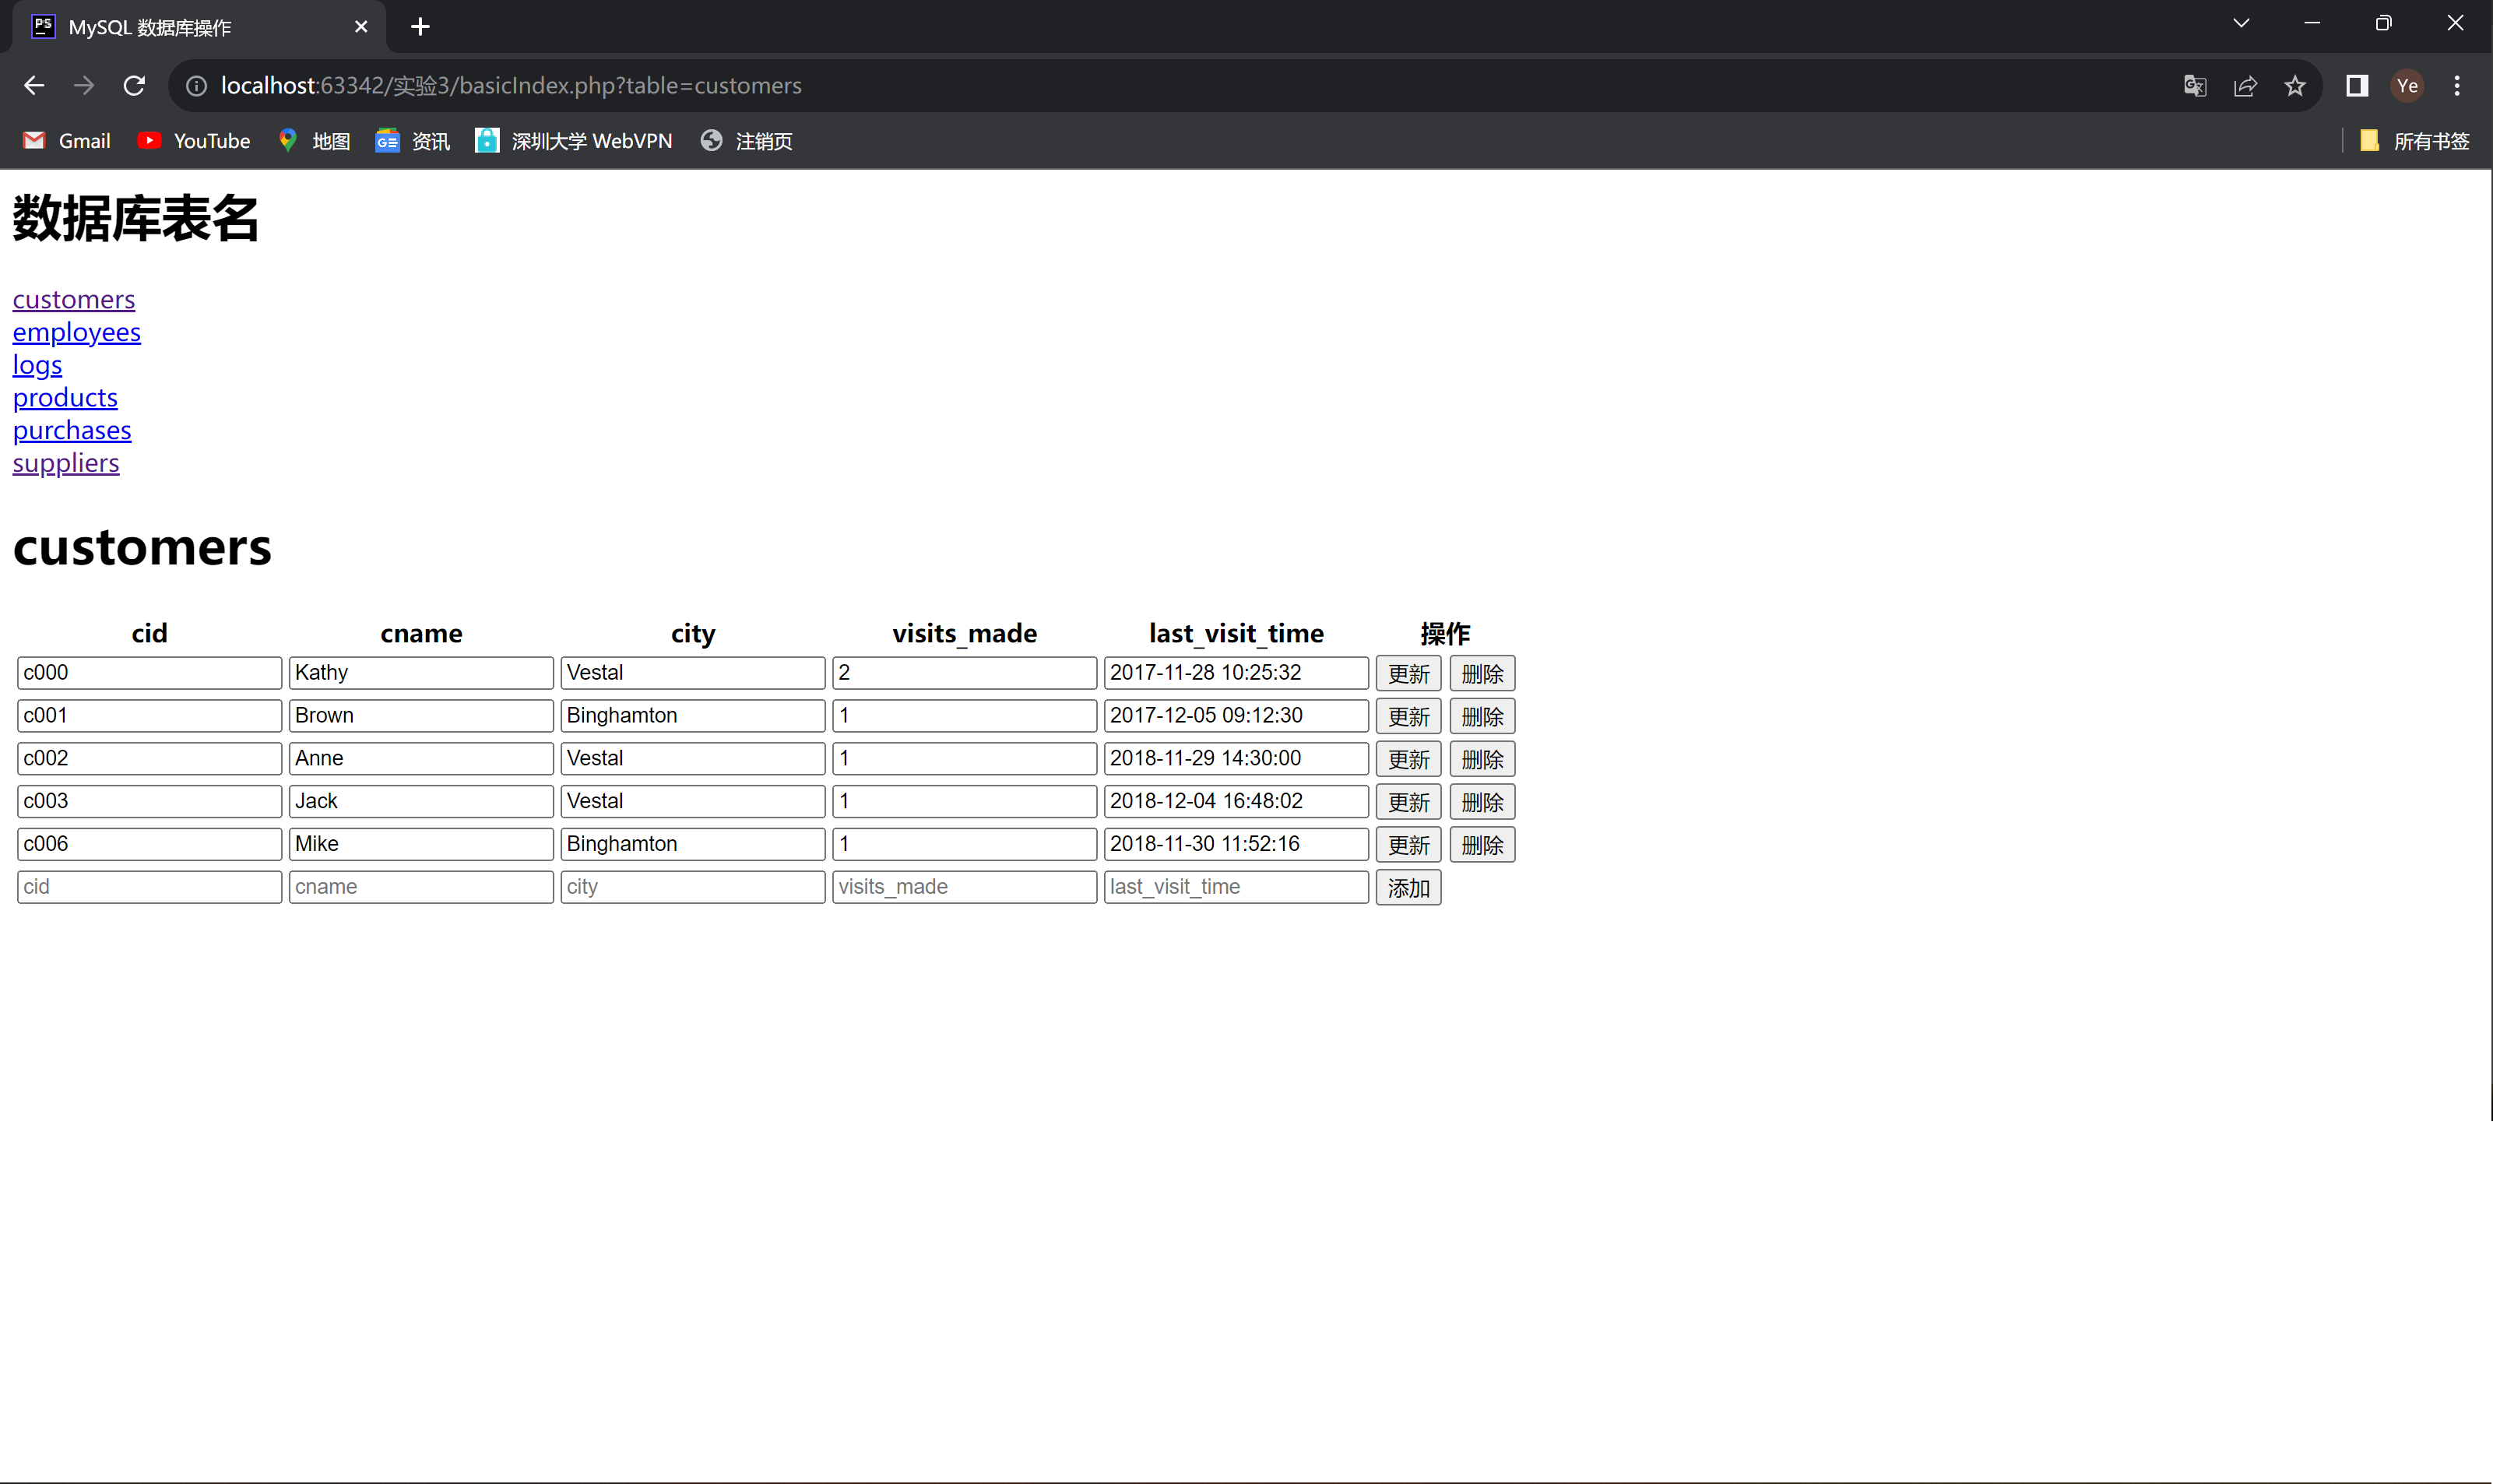 MySQL 数据库操作
localhost:63342/实验3/basicIndex.php?table=customers
Ye
Gmail YouTube 地图 资讯 深圳大学 WebVPN 注销页 所有书签
数据库表名
customers
employees
logs
products
purchases
suppliers
customers
cid cname city visits_made last_visit_time 操作
c000 Kathy Vestal 2 2017-11-28 10:25:32 更新 删除
c001 Brown Binghamton 1 2017-12-05 09:12:30 更新 删除
c002 Anne Vestal 1 2018-11-29 14:30:00 更新 删除
c003 Jack Vestal 1 2018-12-04 16:48:02 更新 删除
c006 Mike Binghamton 1 2018-11-30 11:52:16 更新 删除
cid cname city visits_made last_visit_time 添加